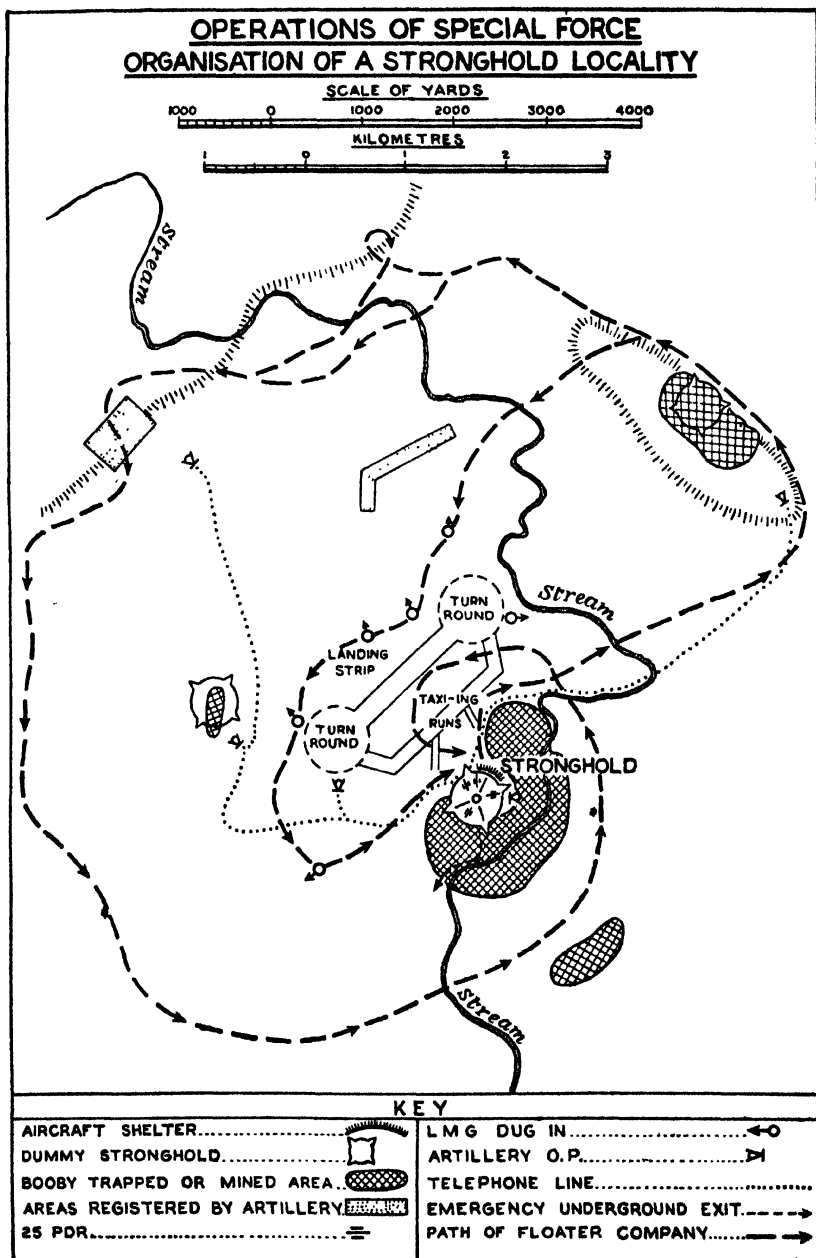 OPERATIONS OF SPECIAL FORCE
ORGANISATION OF A STRONGHOLD LOCALITY
SCALE OF YARDS
1000 0 1000 2000 3000 4000
KILOMETRES
1 0 1 2 3
Stream
TURN
ROUND
Stream
LANDING
STRIP
TAXI-ING
RUNS
TURN
ROUND
STRONGHOLD
Stream
KEY
AIRCRAFT SHELTER
DUMMY STRONGHOLD
BOOBY TRAPPED OR MINED AREA
AREAS REGISTERED BY ARTILLERY
25 PDR
LMG DUG IN
ARTILLERY O.P.
TELEPHONE LINE
EMERGENCY UNDERGROUND EXIT
PATH OF FLOATER COMPANY